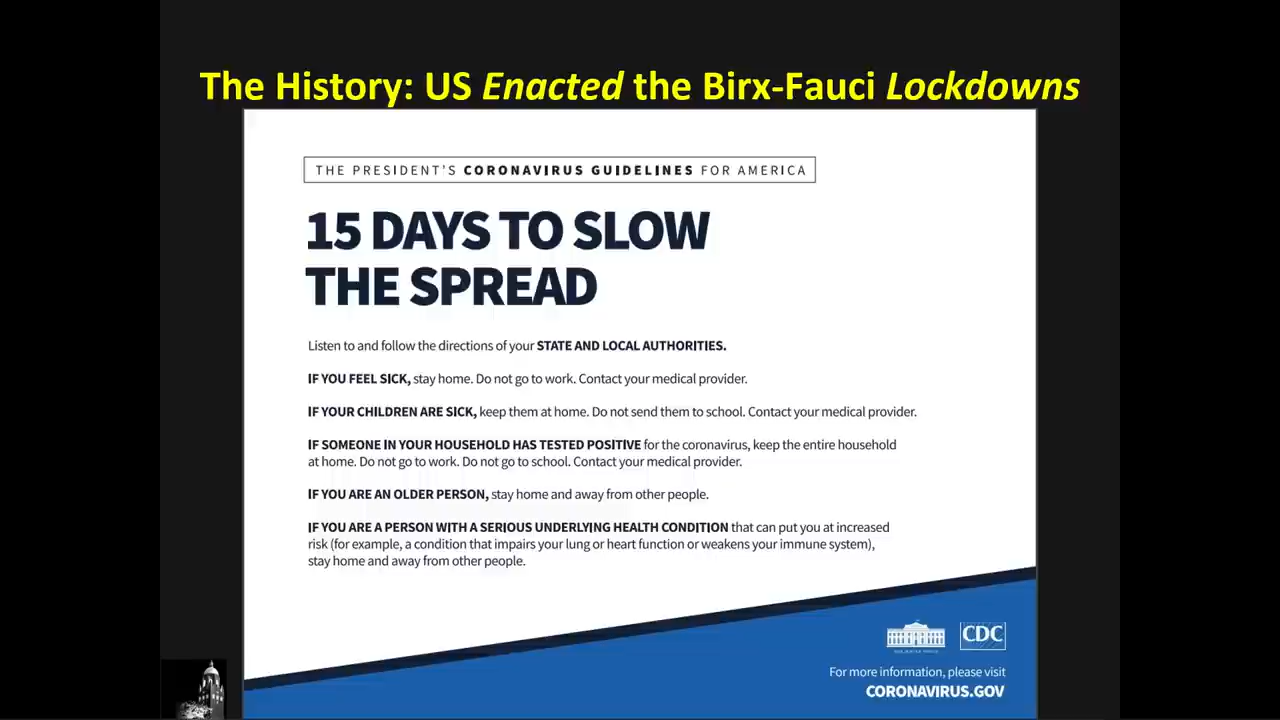 The History: US Enacted the Birx-Fauci Lockdowns
THE PRESIDENT'S CORONAVIRUS GUIDELINES FOR AMERICA
15 DAYS TO SLOW
THE SPREAD
Listen to and follow the directions of your STATE AND LOCAL AUTHORITIES.
IF YOU FEEL SICK, stay home. Do not go to work. Contact your medical provider.
IF YOUR CHILDREN ARE SICK, keep them at home. Do not send them to school. Contact your medical provider.
IF SOMEONE IN YOUR HOUSEHOLD HAS TESTED POSITIVE for the coronavirus, keep the entire household
at home. Do not go to work. Do not go to school. Contact your medical provider.
IF YOU ARE AN OLDER PERSON, stay home and away from other people.
IF YOU ARE A PERSON WITH A SERIOUS UNDERLYING HEALTH CONDITION that can put you at increased
risk (for example, a condition that impairs your lung or heart function or weakens your immune system),
stay home and away from other people.
CDC
For more information, please visit
CORONAVIRUS.GOV